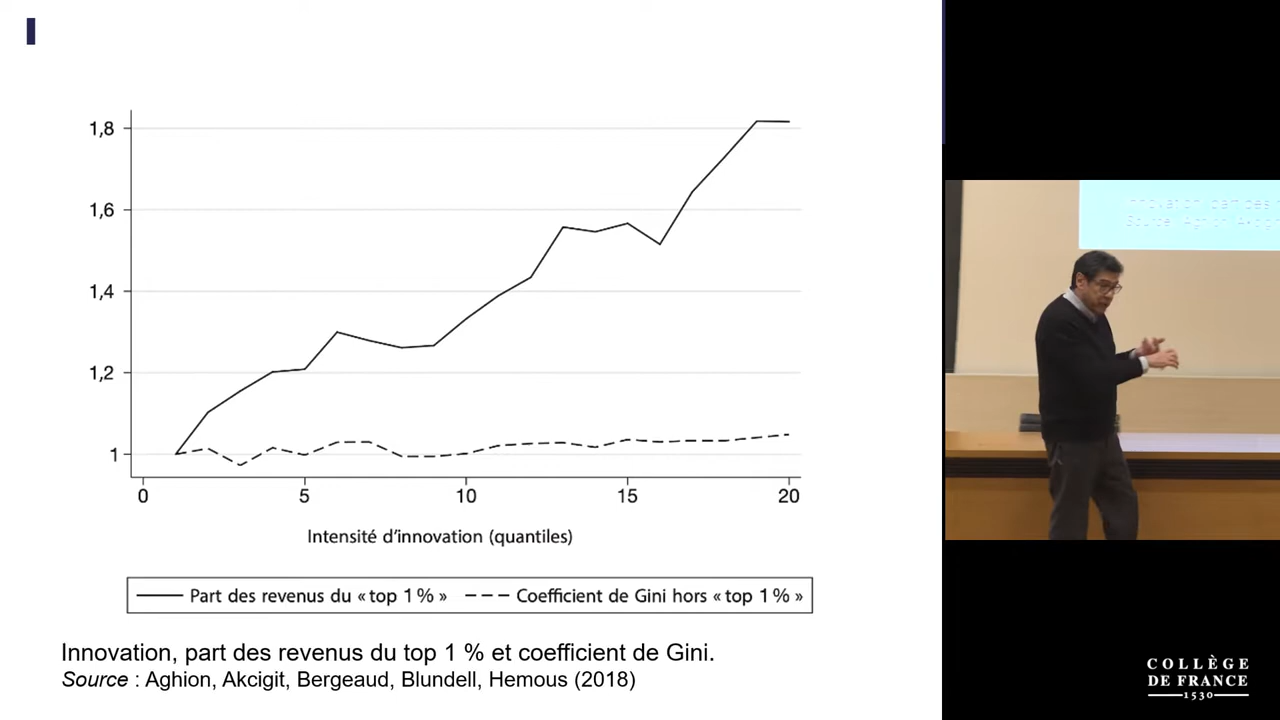 1,8
1,6
1,4
1,2
1
0 5 10 15 20
Intensité d’innovation (quantiles)
Part des revenus du « top 1 % » Coefficient de Gini hors « top 1 % »
Innovation, part des revenus du top 1 % et coefficient de Gini.
Source : Aghion, Akcigit, Bergeaud, Blundell, Hemous (2018)
COLLÈGE
DE FRANCE
1530